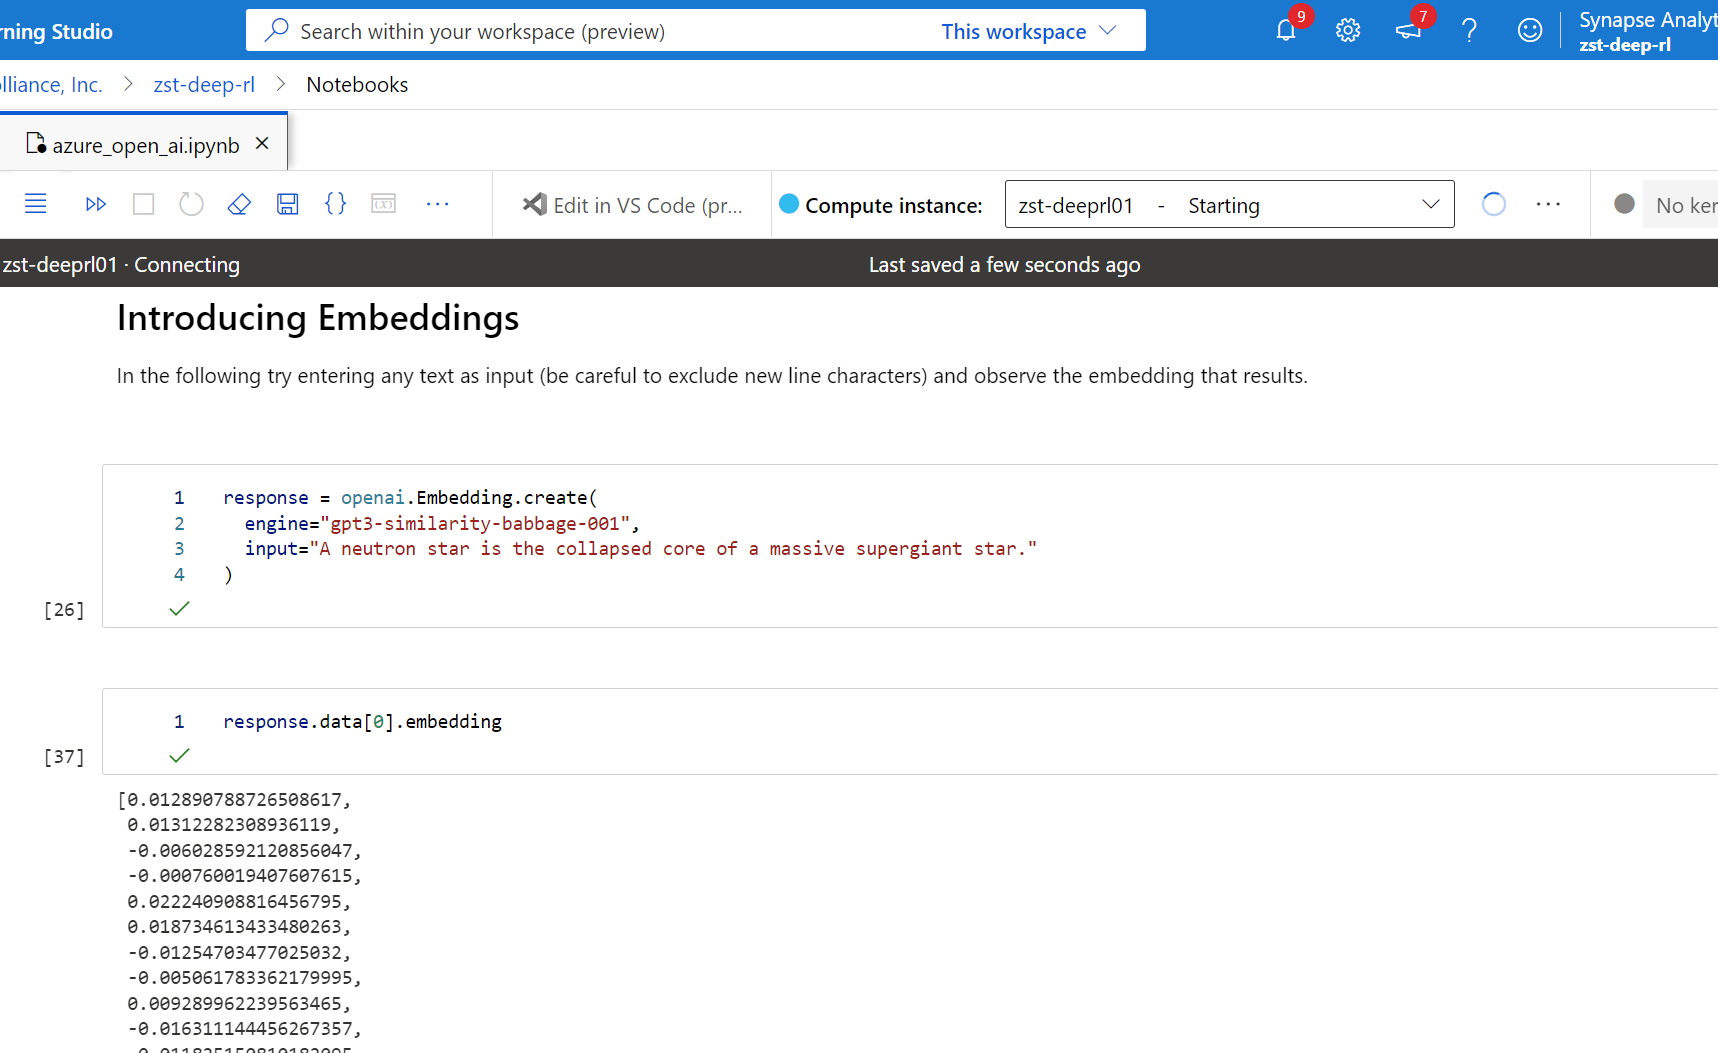 rning Studio
Search within your workspace (preview)
This workspace
9
7
?
Synapse Analyt
zst-deep-rl
lliance, Inc. > zst-deep-rl > Notebooks
azure_open_ai.ipynb
Edit in VS Code (pr...
Compute instance:
zst-deeprl01 - Starting
No ker
zst-deeprl01 · Connecting
Last saved a few seconds ago
Introducing Embeddings
In the following try entering any text as input (be careful to exclude new line characters) and observe the embedding that results.
1 response = openai.Embedding.create(
2 engine="gpt3-similarity-babbage-001",
3 input="A neutron star is the collapsed core of a massive supergiant star."
4 )
[26]
1 response.data[0].embedding
[37]
[0.012890788726508617,
0.01312282308936119,
-0.006028592120856047,
-0.000760019407607615,
0.022240908816456795,
0.018734613433480263,
-0.01254703477025032,
-0.005061783362179995,
0.009289962239563465,
-0.016311144456267357,